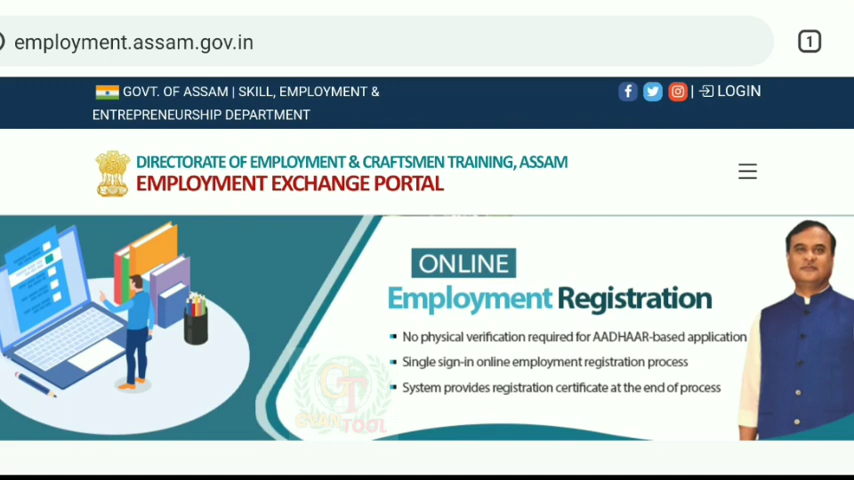 employment.assam.gov.in
1
GOVT. OF ASSAM | SKILL, EMPLOYMENT &
ENTREPRENEURSHIP DEPARTMENT
| LOGIN
DIRECTORATE OF EMPLOYMENT & CRAFTSMEN TRAINING, ASSAM
EMPLOYMENT EXCHANGE PORTAL
ONLINE
Employment Registration
No physical verification required for AADHAAR-based application
Single sign-in online employment registration process
System provides registration certificate at the end of process
GT
TOOL